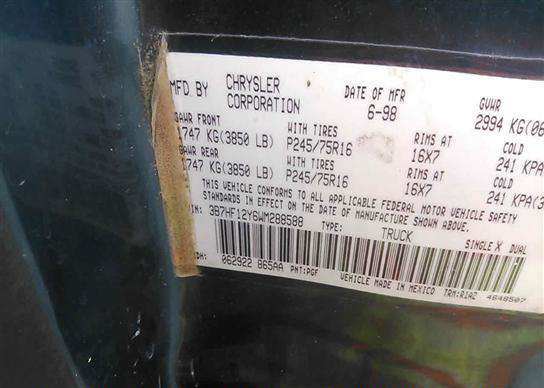 MFD BY CHRYSLER CORPORATION DATE OF MFR 6-98 GVWR 2994 KG(06
GAWR FRONT 1747 KG(3850 LB) WITH TIRES P245/75R16 RIMS AT 16X7 COLD 241 KPA
GAWR REAR 1747 KG(3850 LB) WITH TIRES P245/75R16 RIMS AT 16X7 COLD 241 KPA(3
THIS VEHICLE CONFORMS TO ALL APPLICABLE FEDERAL MOTOR VEHICLE SAFETY
STANDARDS IN EFFECT ON THE DATE OF MANUFACTURE SHOWN ABOVE.
3B7HF12Y6WM288588 TYPE: TRUCK SINGLE X DUAL
MDH: 062922 865AA PNT:PGF VEHICLE MADE IN MEXICO TRM:R1AZ 4648507